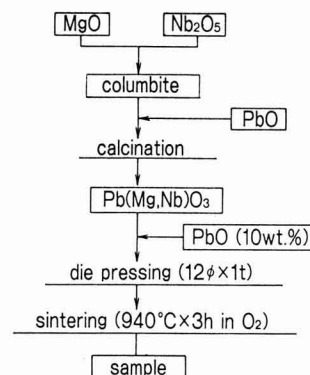 MgO Nb₂O₅
columbite
PbO
calcination
Pb(Mg,Nb)O₃
PbO (10wt.%)
die pressing (12φ×1t)
sintering (940°C×3h in O₂)
sample